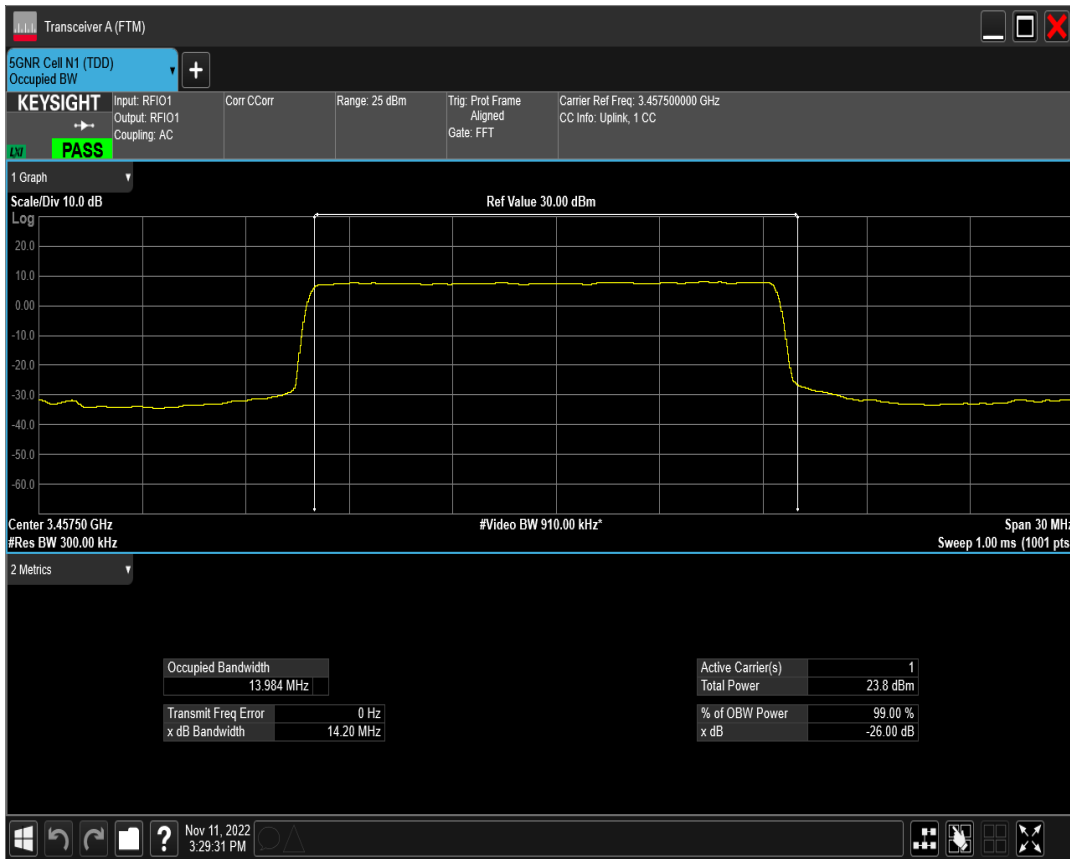 Transceiver A (FTM)
5GNR Cell N1 (TDD)
Occupied BW
+
KEYSIGHT
LXI
PASS
Input: RFIO1
Output: RFIO1
Coupling: AC
Corr CCorr
Range: 25 dBm
Trig: Prot Frame
Aligned
Gate: FFT
Carrier Ref Freq: 3.457500000 GHz
CC Info: Uplink, 1 CC
1 Graph
Scale/Div 10.0 dB
Ref Value 30.00 dBm
Log
20.0
10.0
0.00
-10.0
-20.0
-30.0
-40.0
-50.0
-60.0
Center 3.45750 GHz
#Video BW 910.00 kHz*
Span 30 MHz
#Res BW 300.00 kHz
Sweep 1.00 ms (1001 pts
2 Metrics
Occupied Bandwidth
13.984 MHz
Transmit Freq Error 0 Hz
x dB Bandwidth 14.20 MHz
Active Carrier(s) 1
Total Power 23.8 dBm
% of OBW Power 99.00 %
x dB -26.00 dB
?
Nov 11, 2022
3:29:31 PM